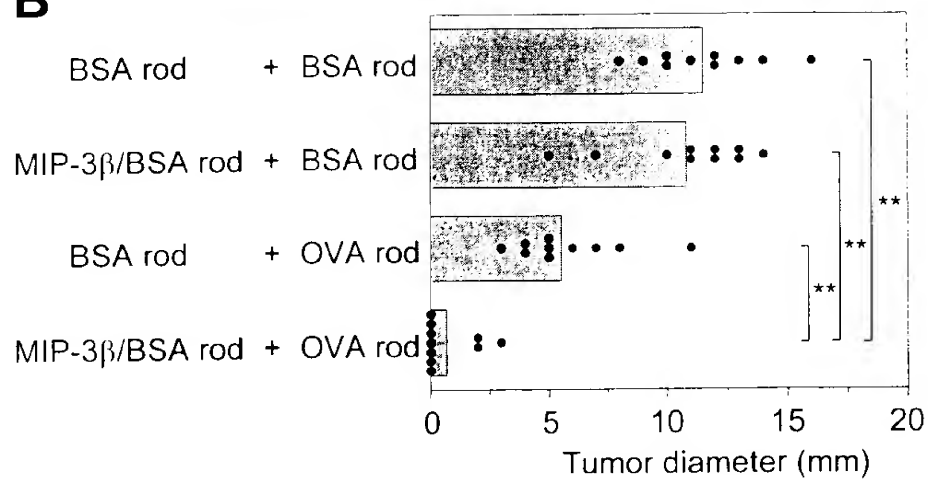 B
BSA rod + BSA rod
MIP-3β/BSA rod + BSA rod
**
BSA rod + OVA rod
**
**
MIP-3β/BSA rod + OVA rod
0 5 10 15 20
Tumor diameter (mm)